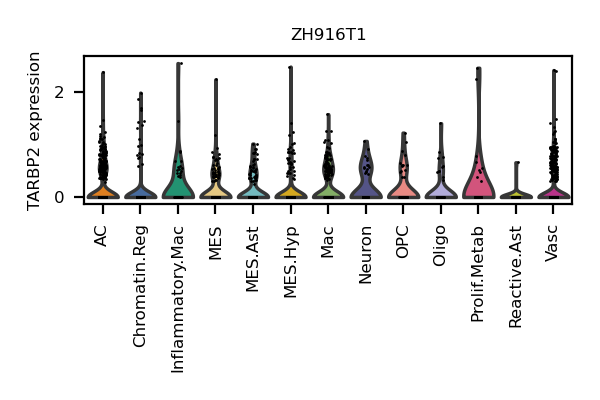 ZH916T1
TARBP2 expression
2
0
AC
Chromatin.Reg
Inflammatory.Mac
MES
MES.Ast
MES.Hyp
Mac
Neuron
OPC
Oligo
Prolif.Metab
Reactive.Ast
Vasc